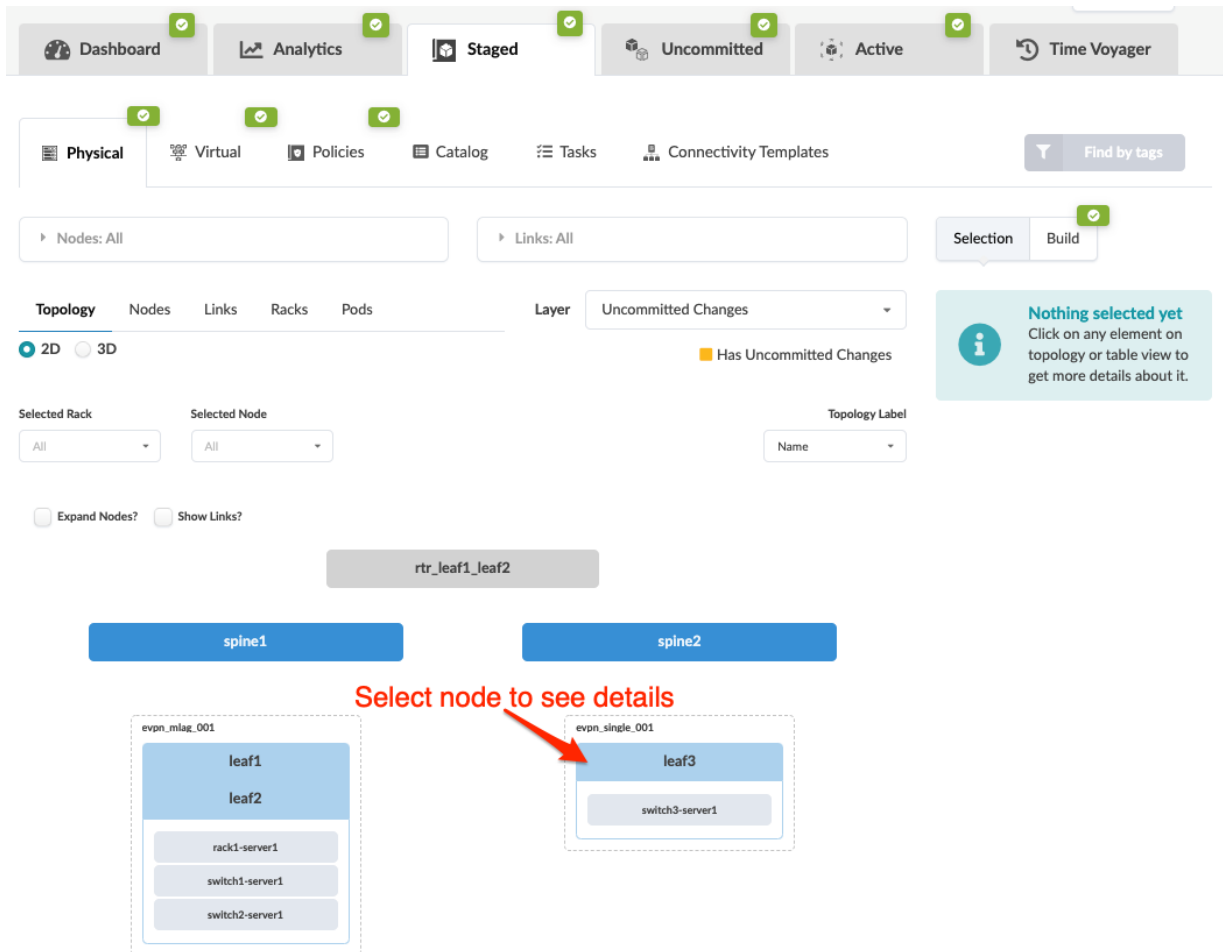 Dashboard
Analytics
Staged
Uncommitted
Active
Time Voyager
Physical
Virtual
Policies
Catalog
Tasks
Connectivity Templates
Find by tags
Nodes: All
Links: All
Selection
Build
Topology
Nodes
Links
Racks
Pods
Layer
Uncommitted Changes
Nothing selected yet
Click on any element on
topology or table view to
get more details about it.
2D
3D
Has Uncommitted Changes
Selected Rack
Selected Node
Topology Label
All
All
Name
Expand Nodes?
Show Links?
rtr_leaf1_leaf2
spine1
spine2
Select node to see details
evpn_mlag_001
leaf1
leaf2
rack1-server1
switch1-server1
switch2-server1
evpn_single_001
leaf3
switch3-server1